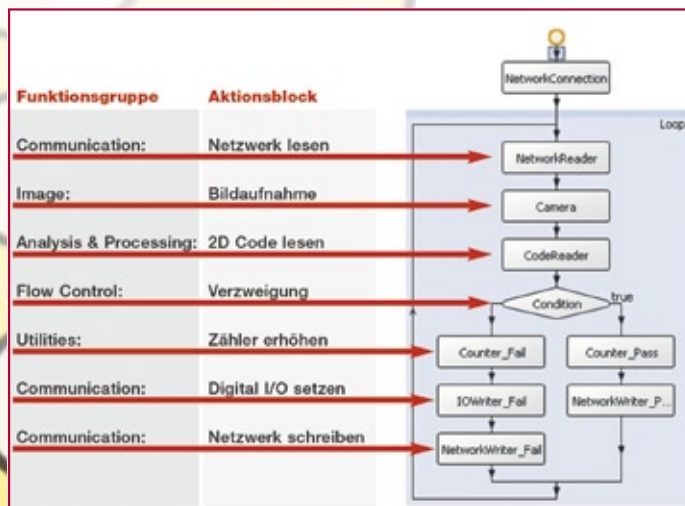 Funktionsgruppe Aktionsblock
Communication: Netzwerk lesen
Image: Bildaufnahme
Analysis & Processing: 2D Code lesen
Flow Control: Verzweigung
Utilities: Zähler erhöhen
Communication: Digital I/O setzen
Communication: Netzwerk schreiben
NetworkConnection
Loop
NetworkReader
Camera
CodeReader
Condition
true
Counter_Fail
Counter_Pass
IOWriter_Fail
NetworkWriter_P...
NetworkWriter_Fail